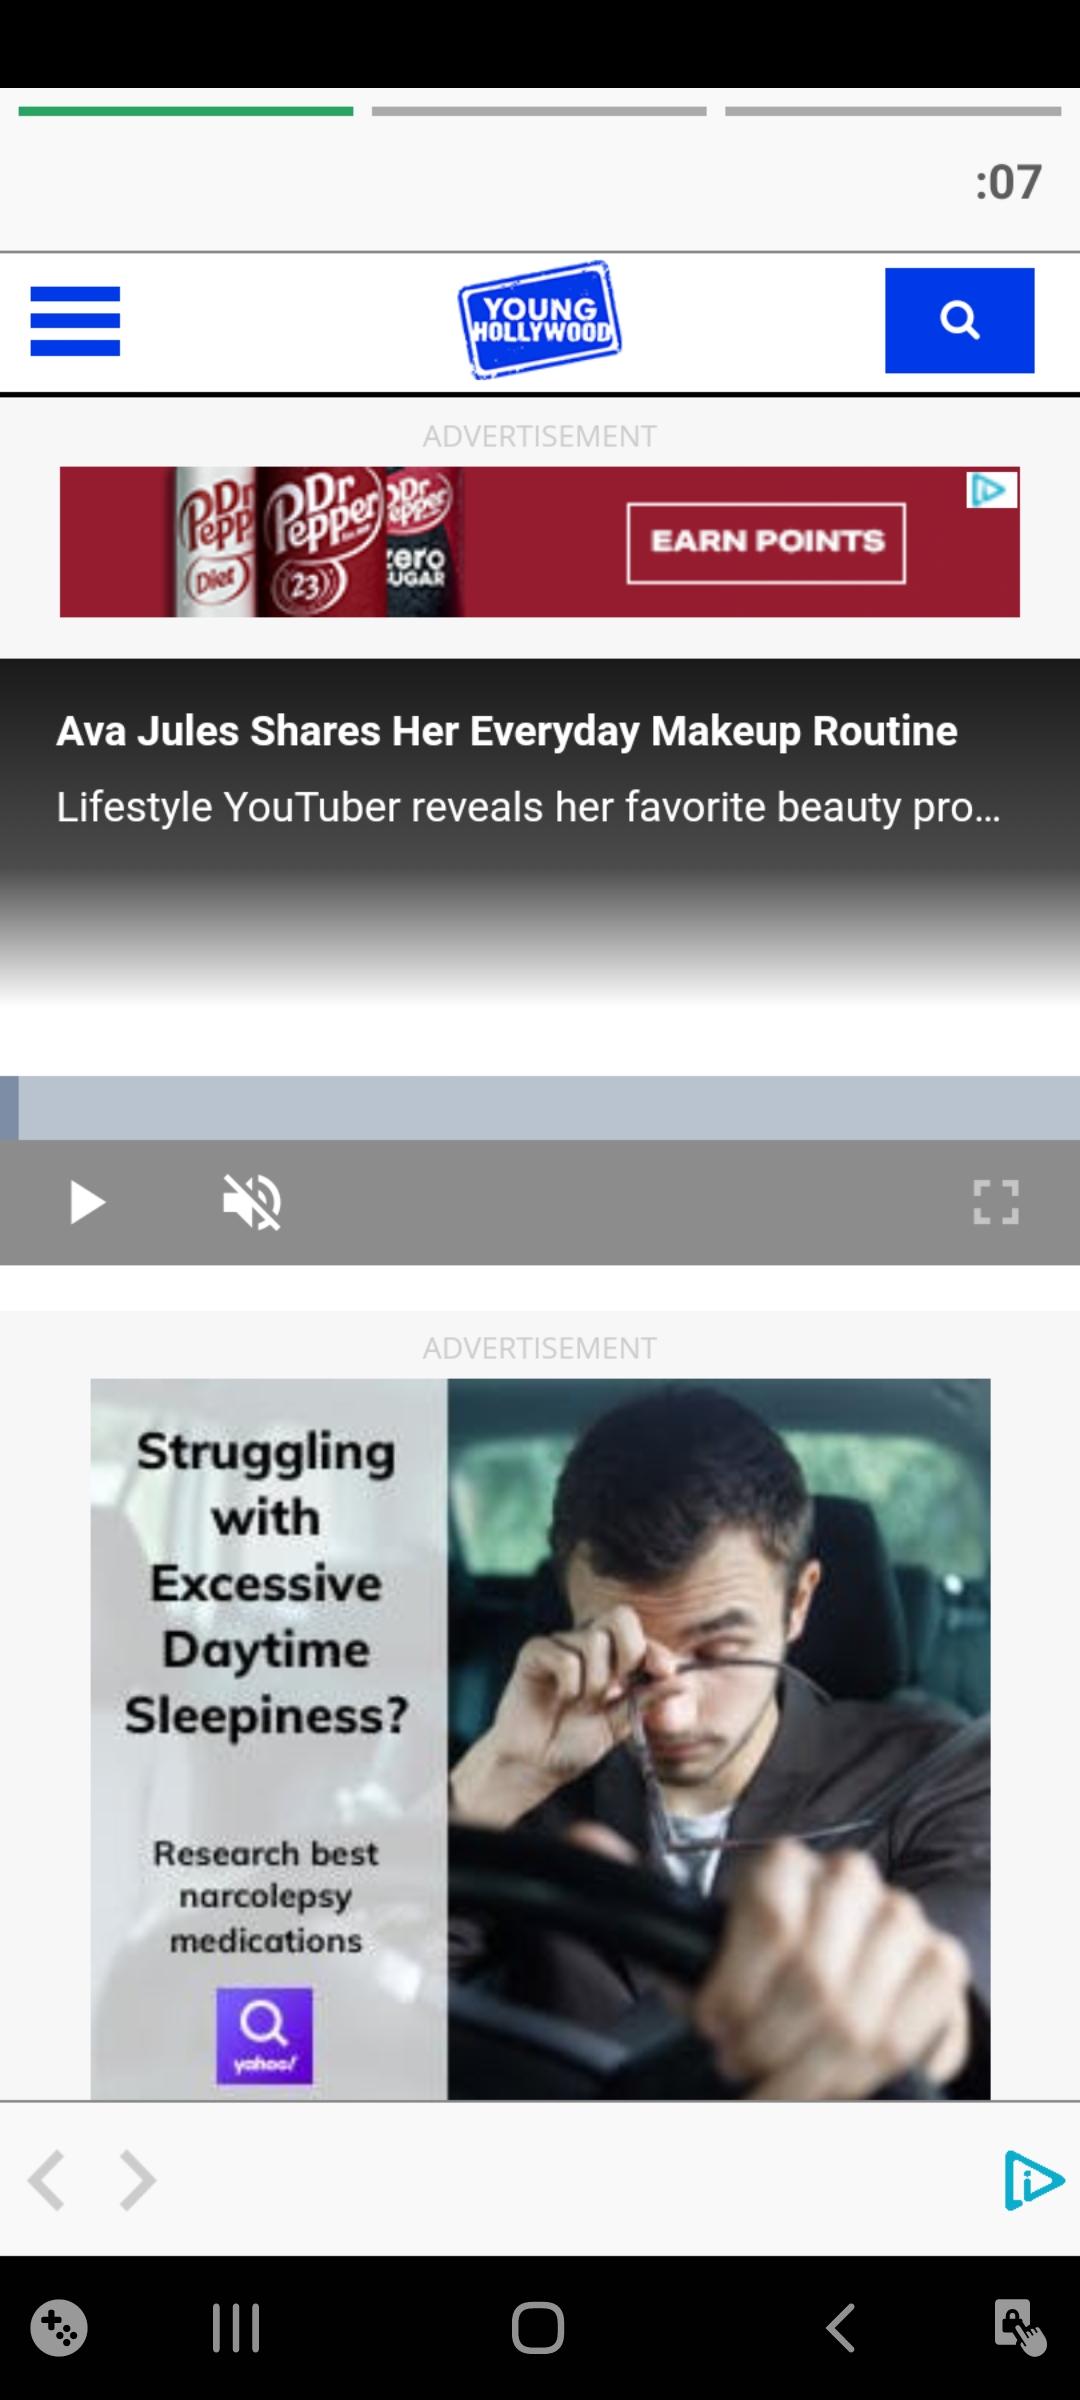 :07
YOUNG
HOLLYWOOD
ADVERTISEMENT
Dr
Pepp
Diet
Dr
Pepper
23
Dr
Pepper
zero
SUGAR
EARN POINTS
Ava Jules Shares Her Everyday Makeup Routine
Lifestyle YouTuber reveals her favorite beauty pro...
ADVERTISEMENT
Struggling
with
Excessive
Daytime
Sleepiness?
Research best
narcolepsy
medications
yahoo!